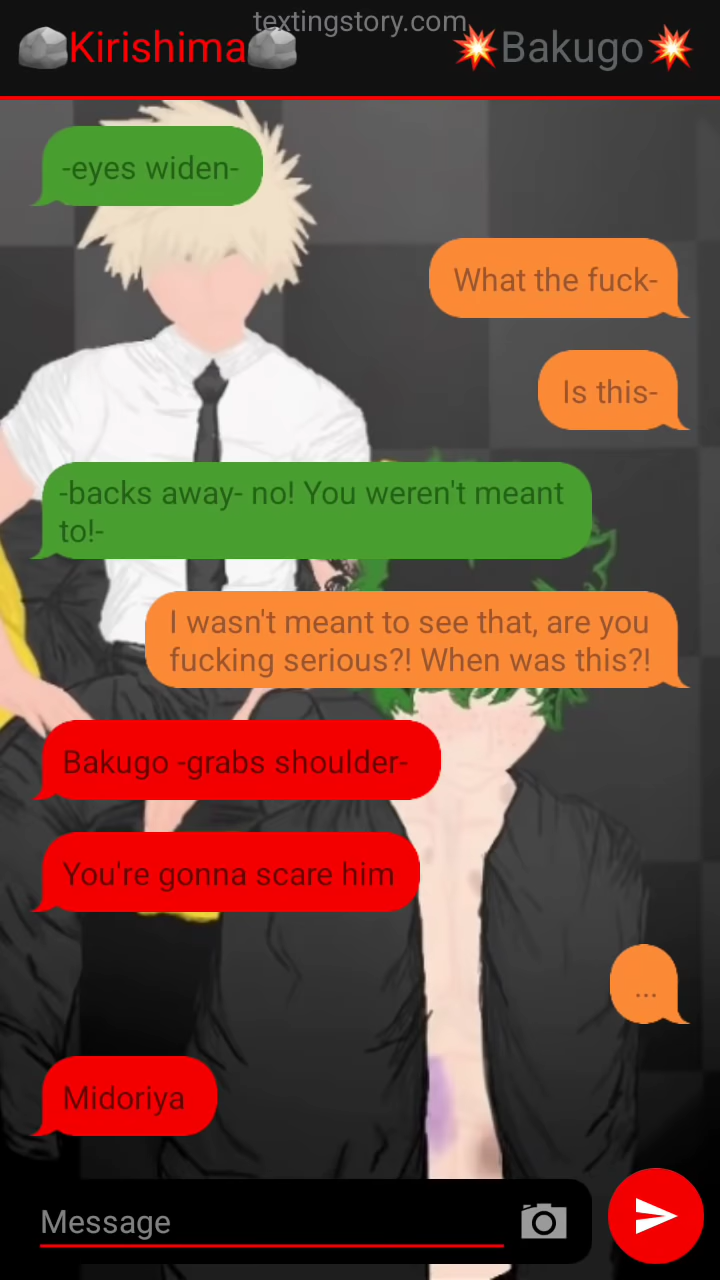 textingstory.com
Kirishima
Bakugo
-eyes widen-
What the fuck-
Is this-
-backs away- no! You weren't meant
to!-
I wasn't meant to see that, are you
fucking serious?! When was this?!
Bakugo -grabs shoulder-
You're gonna scare him
...
Midoriya
Message